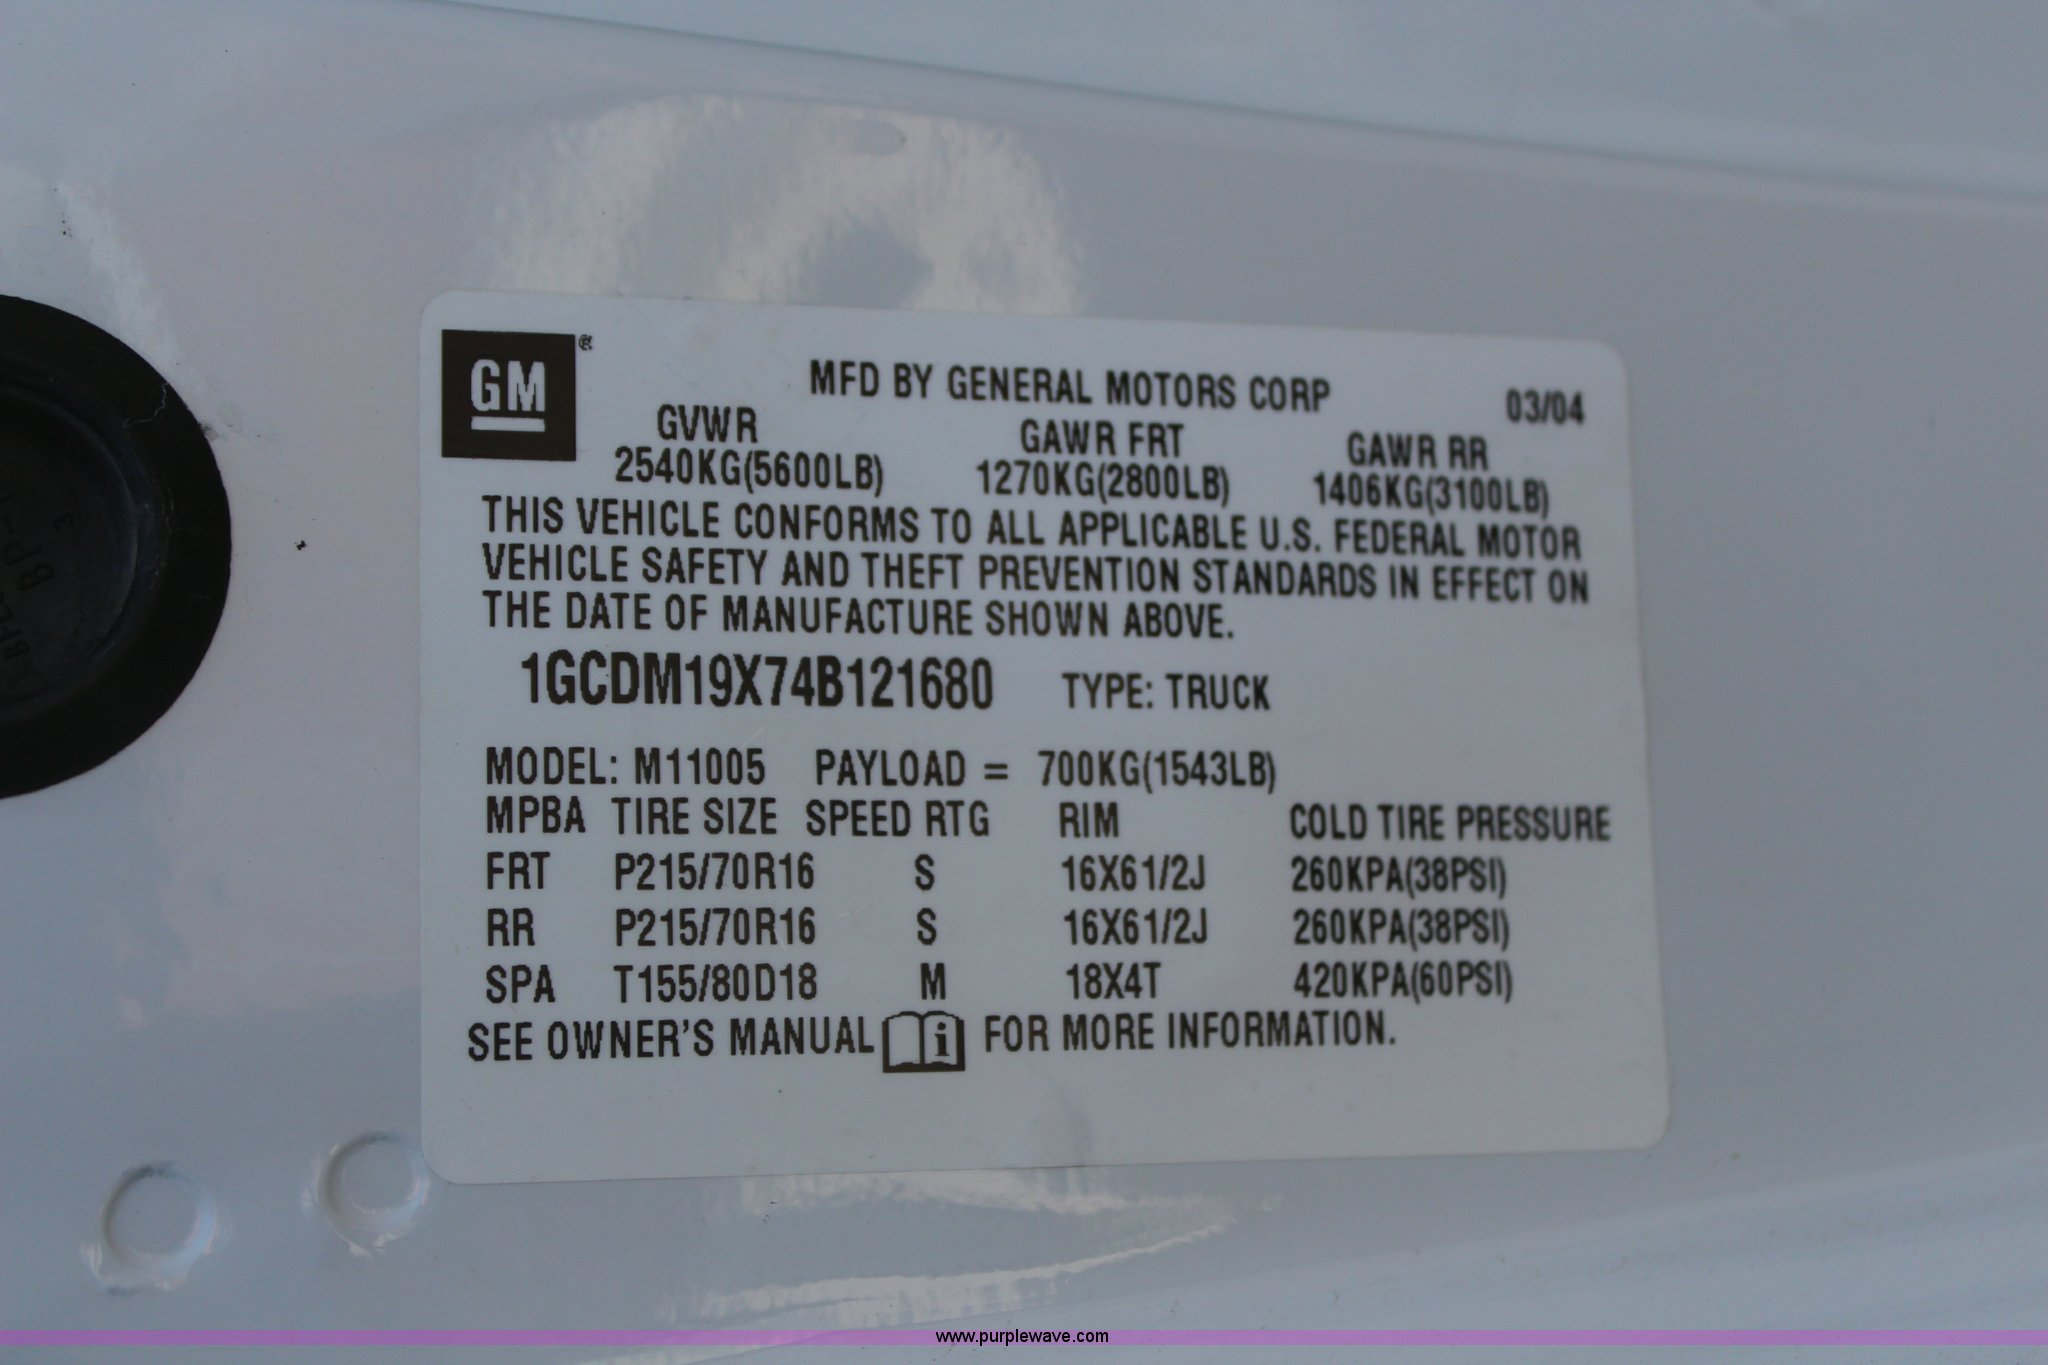 GM®
MFD BY GENERAL MOTORS CORP 03/04
GVWR GAWR FRT GAWR RR
2540KG(5600LB) 1270KG(2800LB) 1406KG(3100LB)
THIS VEHICLE CONFORMS TO ALL APPLICABLE U.S. FEDERAL MOTOR
VEHICLE SAFETY AND THEFT PREVENTION STANDARDS IN EFFECT ON
THE DATE OF MANUFACTURE SHOWN ABOVE.
1GCDM19X74B121680 TYPE: TRUCK
MODEL: M11005 PAYLOAD = 700KG(1543LB)
MPBA TIRE SIZE SPEED RTG RIM COLD TIRE PRESSURE
FRT P215/70R16 S 16X61/2J 260KPA(38PSI)
RR P215/70R16 S 16X61/2J 260KPA(38PSI)
SPA T155/80D18 M 18X4T 420KPA(60PSI)
SEE OWNER'S MANUAL i FOR MORE INFORMATION.
www.purplewave.com